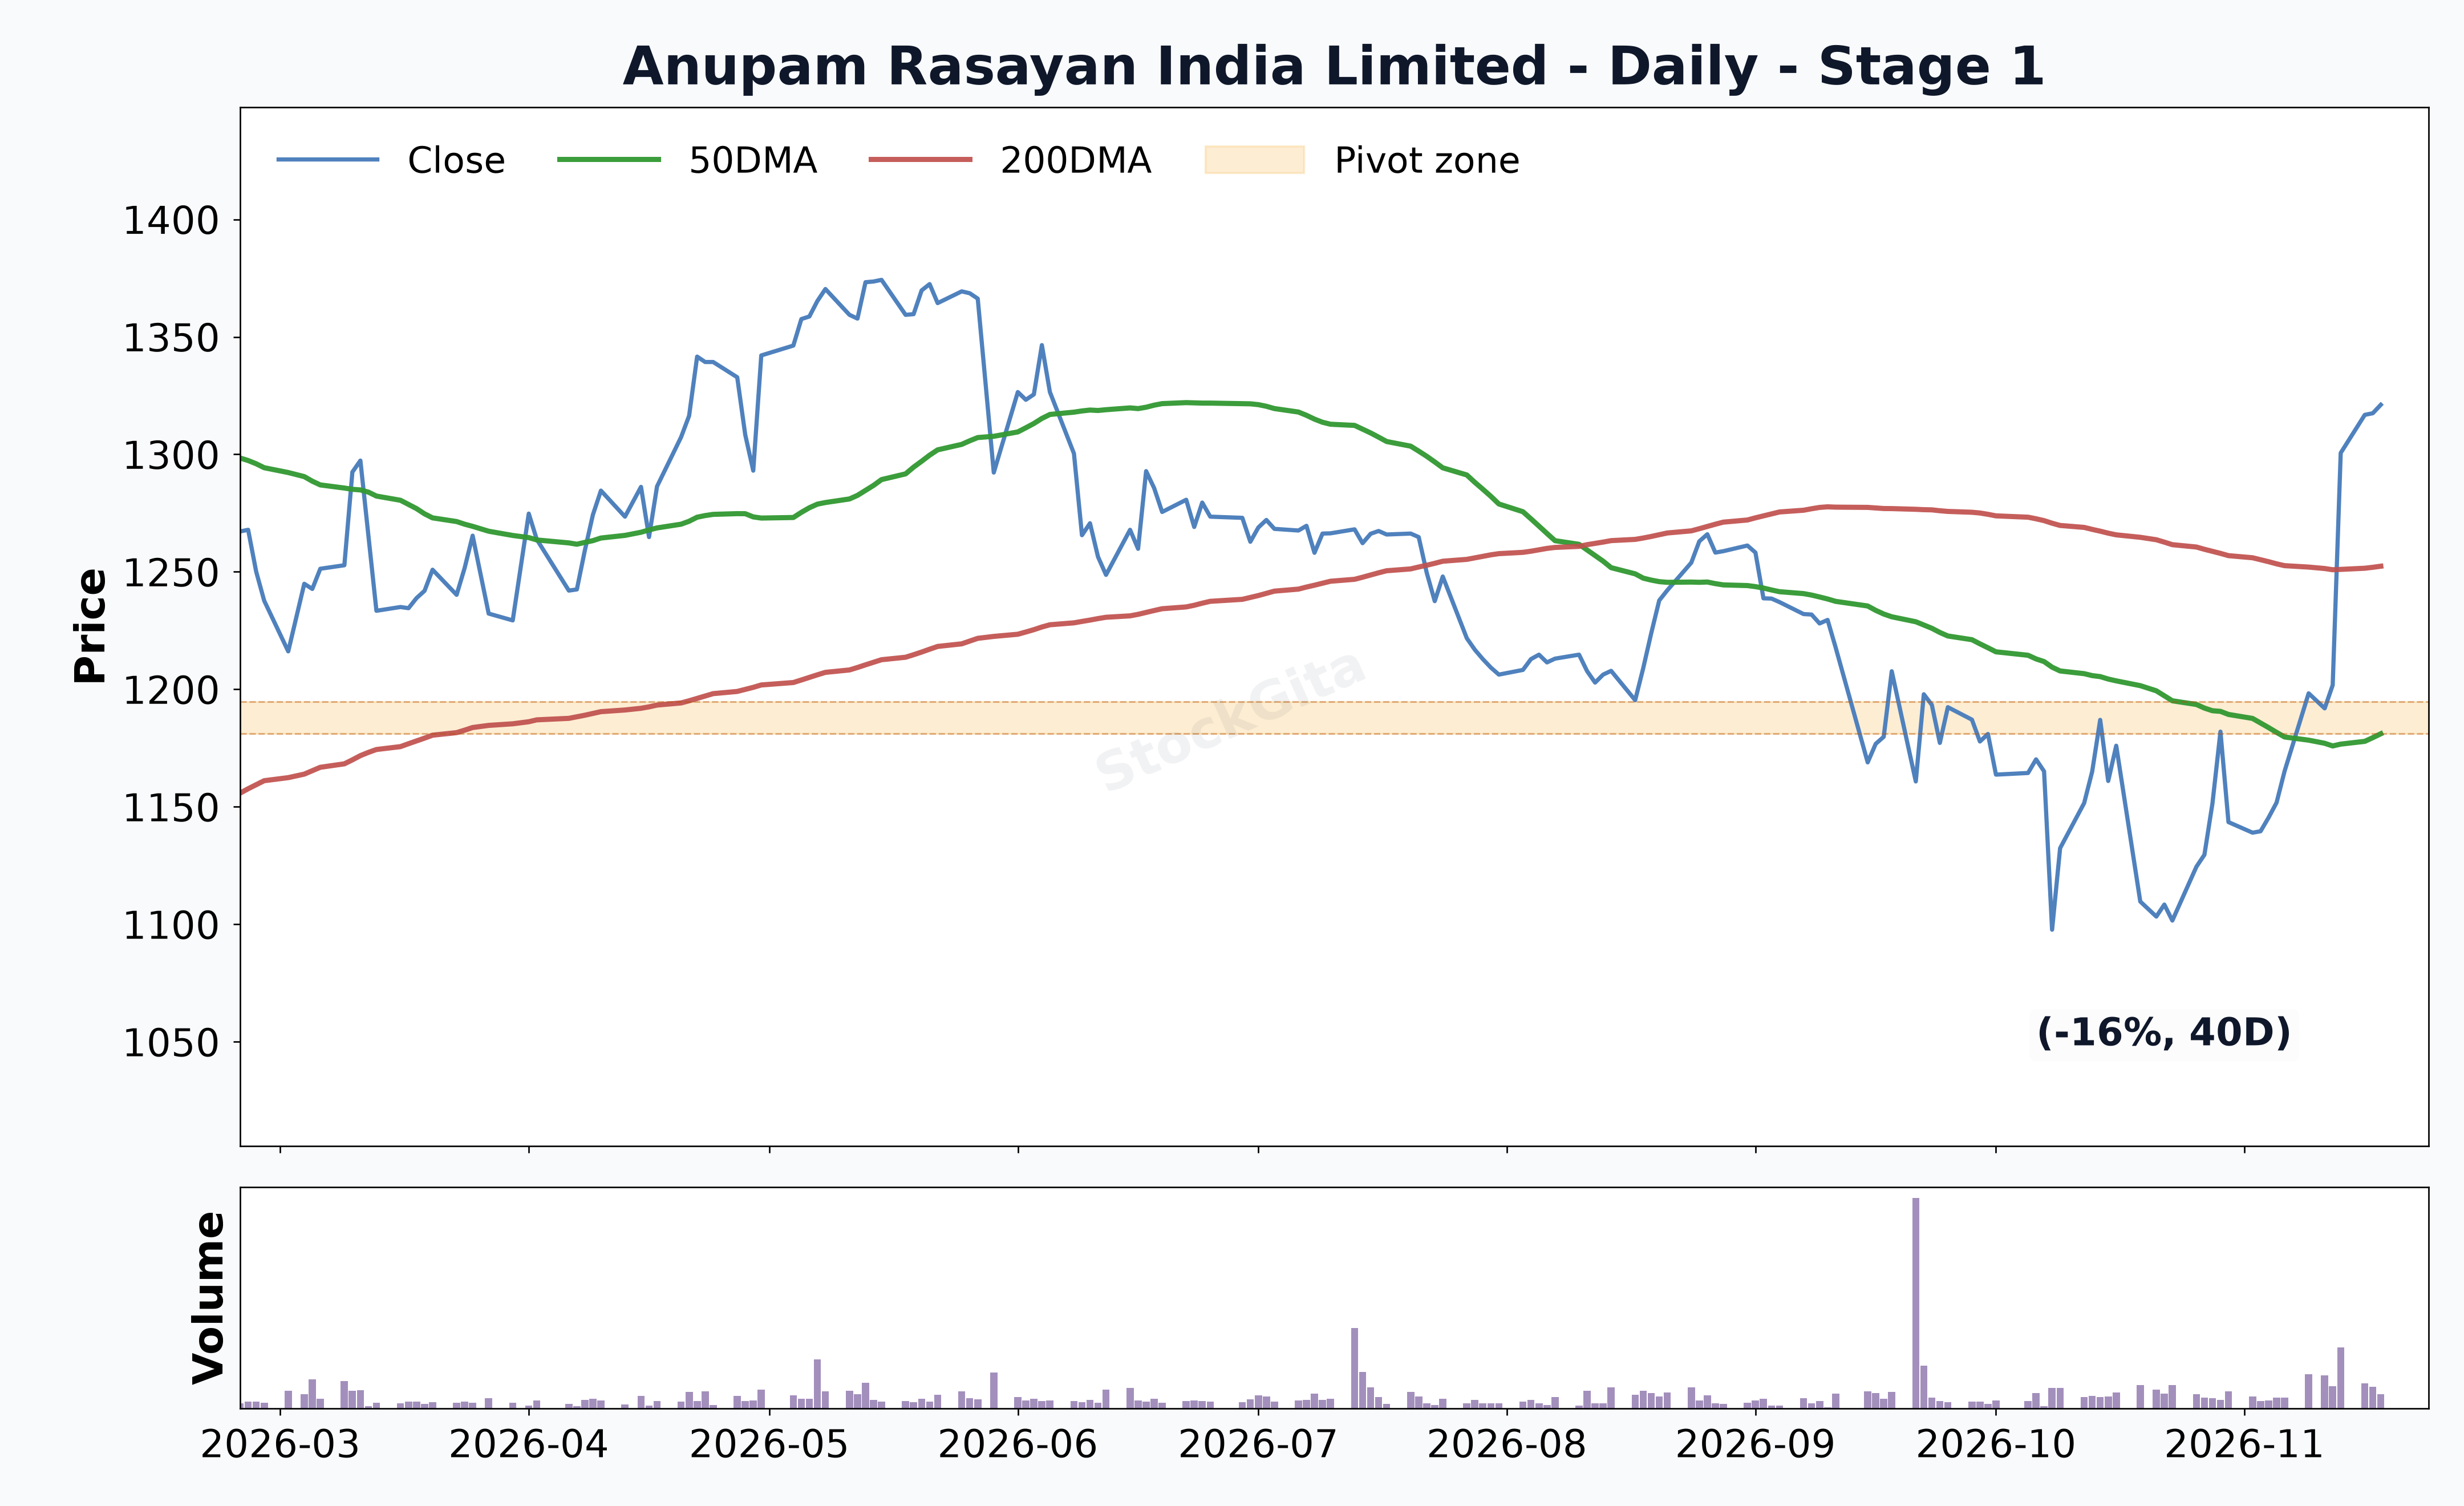 Anupam Rasayan India Limited - Daily - Stage 1
Close 50DMA 200DMA Pivot zone
Price
1400
1350
1300
1250
1200
1150
1100
1050
StockGita
(-16%, 40D)
Volume
2026-03 2026-04 2026-05 2026-06 2026-07 2026-08 2026-09 2026-10 2026-11